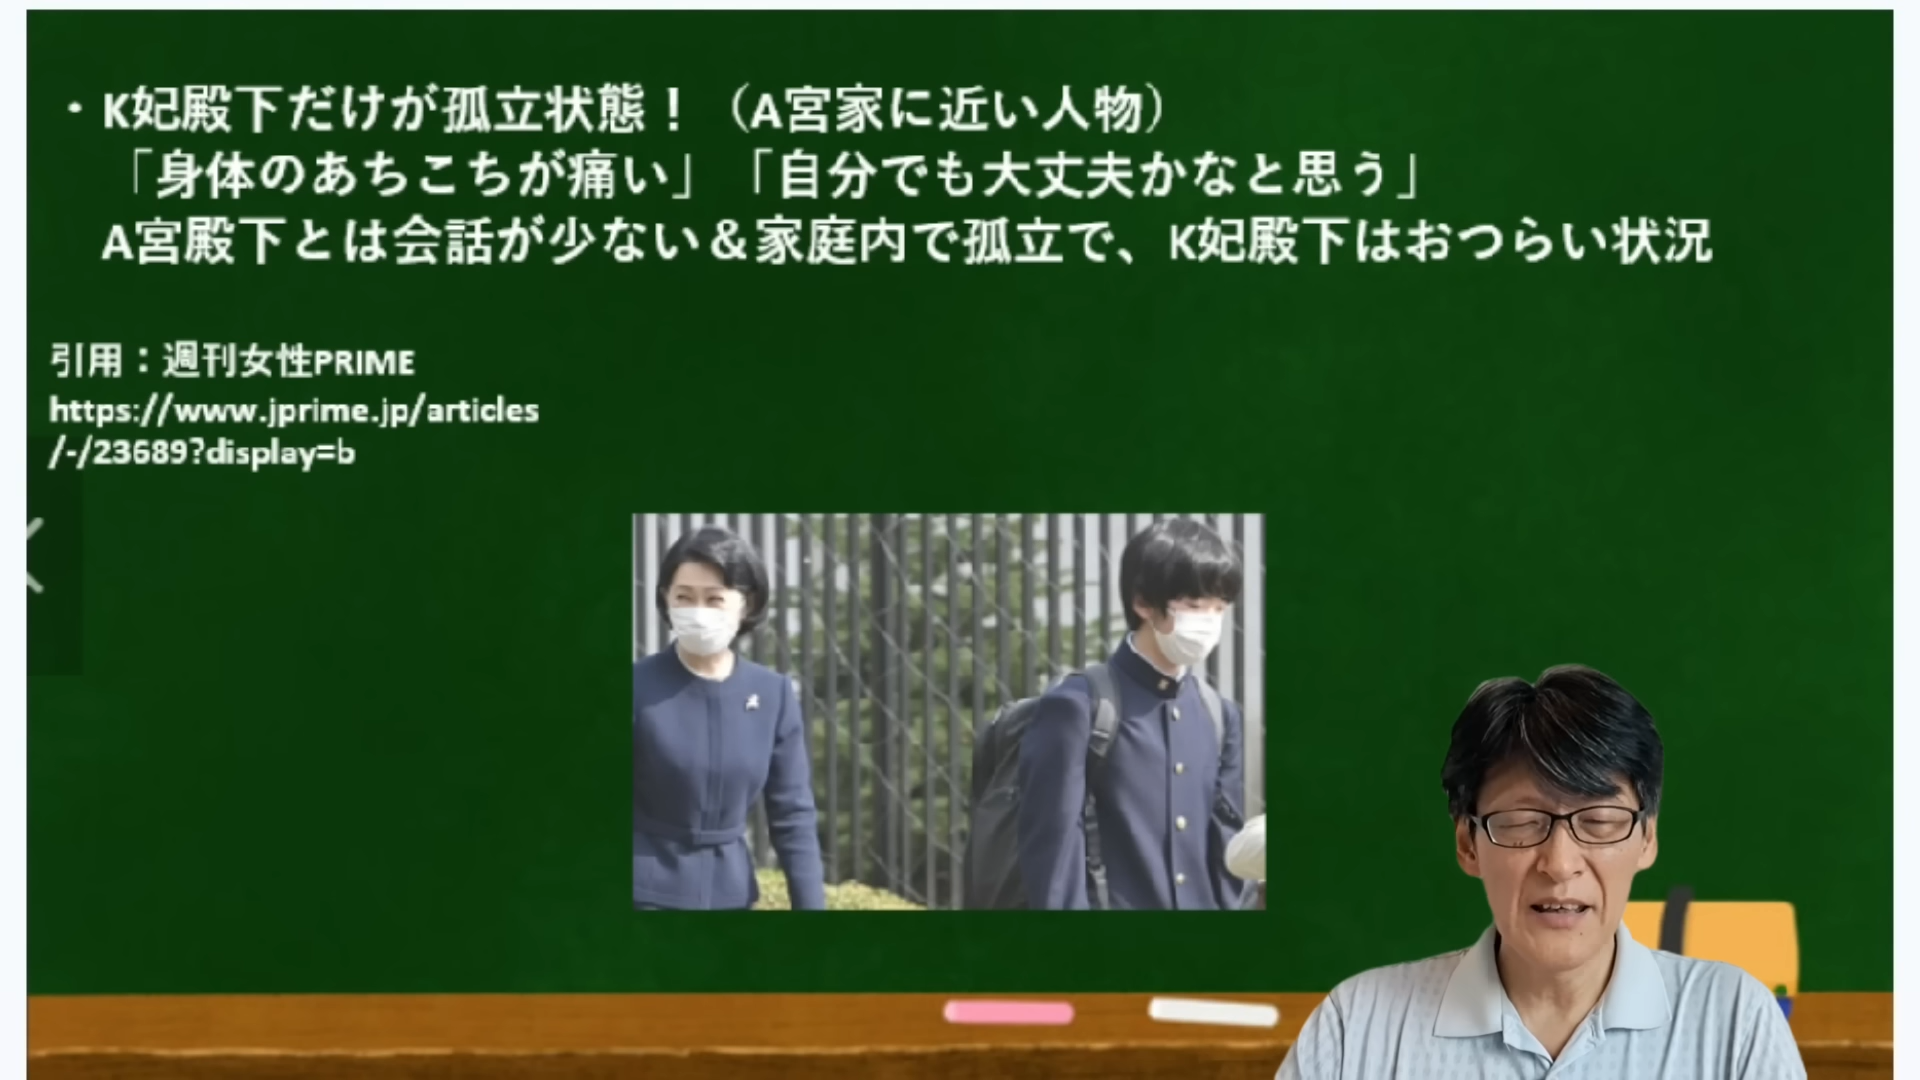 ・K妃殿下だけが孤立状態！（A宮家に近い人物）
「身体のあちこちが痛い」「自分でも大丈夫かなと思う」
A宮殿下とは会話が少ない＆家庭内で孤立で、K妃殿下はおつらい状況
引用：週刊女性PRIME
https://www.jprime.jp/articles
/-/23689?display=b